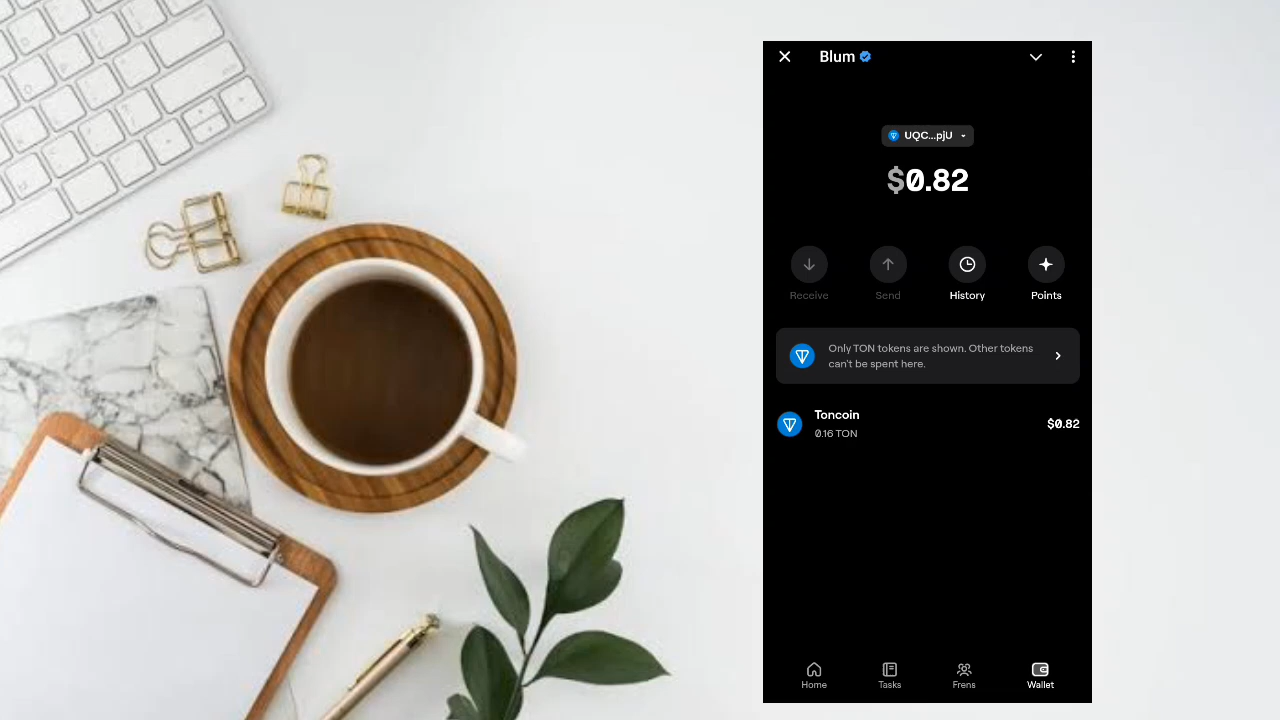 Blum
UQC...pjU
$0.82
Receive
Send
History
Points
Only TON tokens are shown. Other tokens
can't be spent here.
Toncoin
0.16 TON
$0.82
Home
Tasks
Frens
Wallet